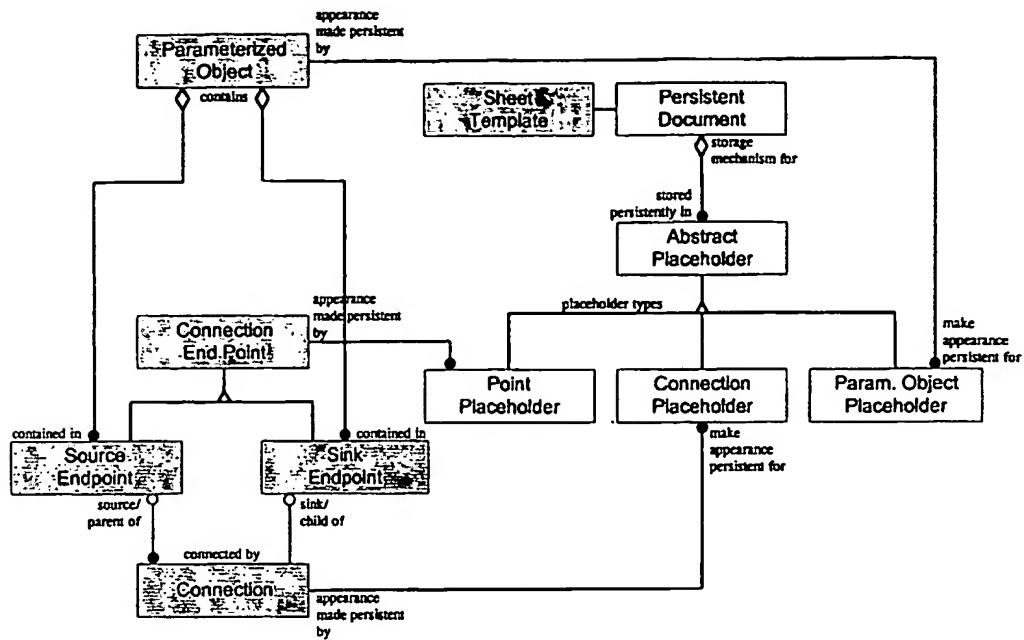 appearance
made persistent
by
Parameterized
Object
contains
Sheet
Template
Persistent
Document
storage
mechanism for
stored
persistently in
Abstract
Placeholder
placeholder types
appearance
made persistent
by
Connection
End Point
make
appearance
persistent for
Point
Placeholder
Connection
Placeholder
Param. Object
Placeholder
contained in
contained in
make
appearance
persistent for
Source
Endpoint
Sink
Endpoint
source/
parent of
sink/
child of
connected by
Connection
appearance
made persistent
by